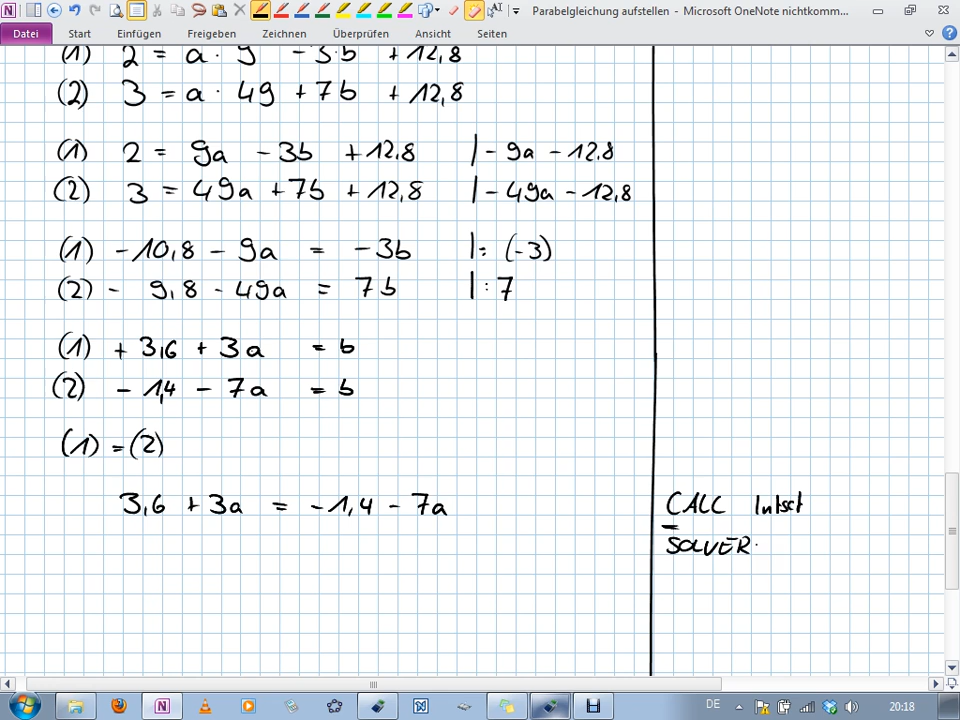 Parabelgleichung aufstellen - Microsoft OneNote nichtkomm...
Datei Start Einfügen Freigeben Zeichnen Überprüfen Ansicht Seiten
(1) 2 = a · 9 - 3·b + 12,8
(2) 3 = a · 49 + 7b + 12,8
(1) 2 = 9a - 3b + 12,8 | - 9a - 12,8
(2) 3 = 49a + 7b + 12,8 | - 49a - 12,8
(1) - 10,8 - 9a = - 3b | : (-3)
(2) - 9,8 - 49a = 7b | : 7
(1) + 3,6 + 3a = b
(2) - 1,4 - 7a = b
(1) = (2)
3,6 + 3a = - 1,4 - 7a
CALC Intsct
SOLVER
DE 20:18